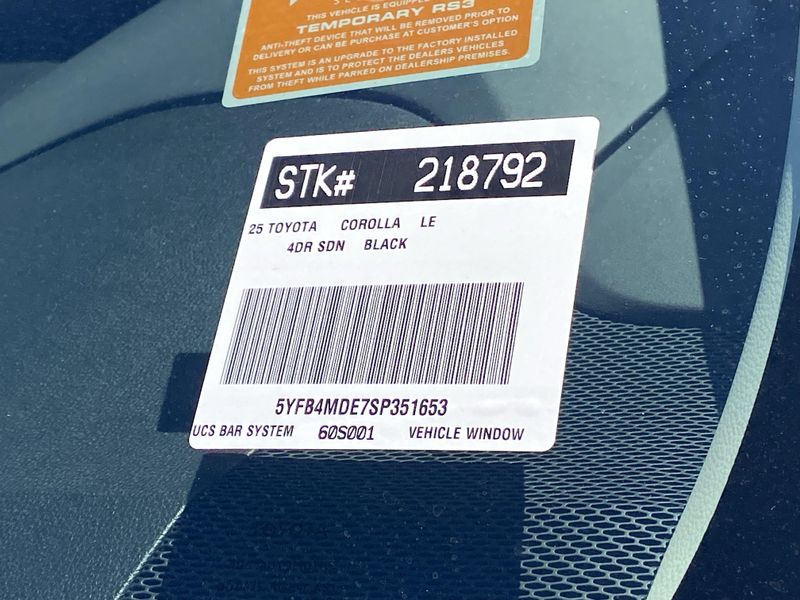 THIS VEHICLE IS EQUIPPED
TEMPORARY RS3
ANTI-THEFT DEVICE THAT WILL BE REMOVED PRIOR TO
DELIVERY OR CAN BE PURCHASE AT CUSTOMER'S OPTION
THIS SYSTEM IS AN UPGRADE TO THE FACTORY INSTALLED
SYSTEM AND IS TO PROTECT THE DEALERS VEHICLES
FROM THEFT WHILE PARKED ON DEALERSHIP PREMISES.
STK# 218792
25 TOYOTA COROLLA LE
4DR SDN BLACK
5YFB4MDE7SP351653
UCS BAR SYSTEM 60S001 VEHICLE WINDOW